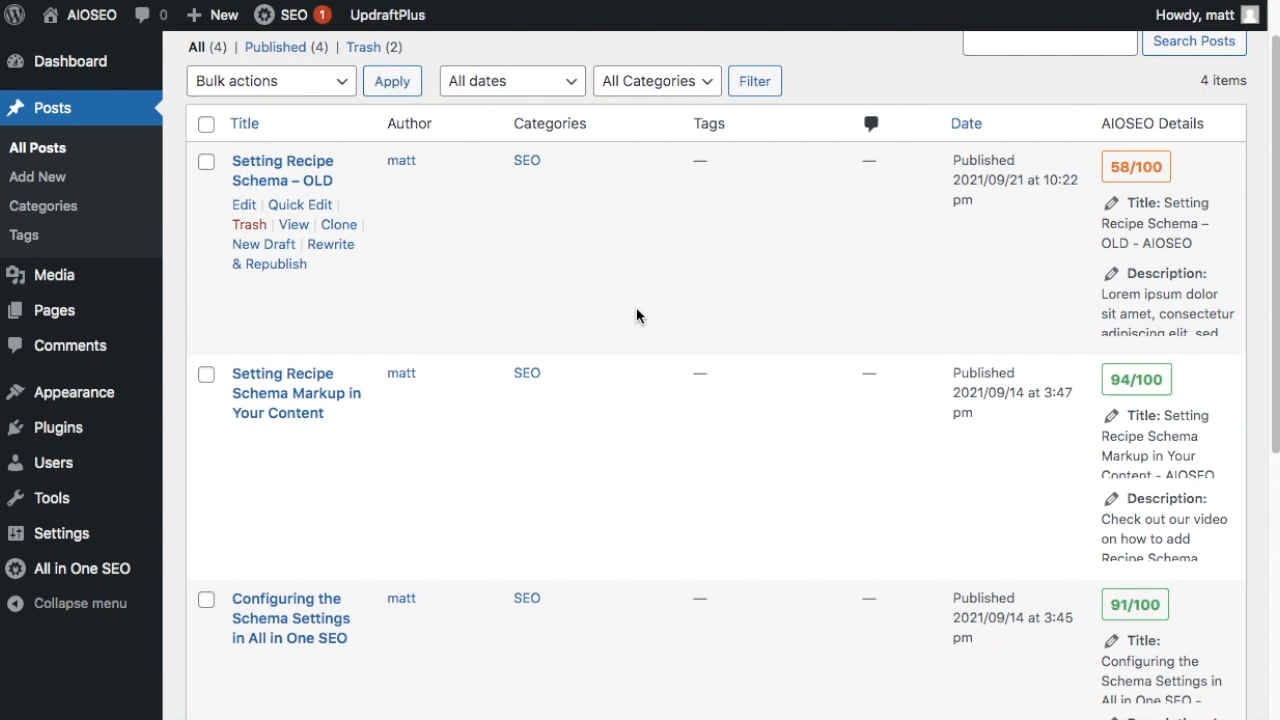 AIOSEO 0 New SEO 1 UpdraftPlus Howdy, matt
Dashboard
Posts
All Posts
Add New
Categories
Tags
Media
Pages
Comments
Appearance
Plugins
Users
Tools
Settings
All in One SEO
Collapse menu
All (4) | Published (4) | Trash (2)
Search Posts
Bulk actions Apply All dates All Categories Filter 4 items
Title Author Categories Tags Date AIOSEO Details
Setting Recipe
Schema – OLD
Edit | Quick Edit |
Trash | View | Clone |
New Draft | Rewrite
& Republish
matt
SEO
—
—
Published
2021/09/21 at 10:22
pm
58/100
Title: Setting
Recipe Schema –
OLD - AIOSEO
Description:
Lorem ipsum dolor
sit amet, consectetur
adipiscing elit, sed
Setting Recipe
Schema Markup in
Your Content
matt
SEO
—
—
Published
2021/09/14 at 3:47
pm
94/100
Title: Setting
Recipe Schema
Markup in Your
Content - AIOSEO
Description:
Check out our video
on how to add
Recipe Schema
Configuring the
Schema Settings
in All in One SEO
matt
SEO
—
—
Published
2021/09/14 at 3:45
pm
91/100
Title:
Configuring the
Schema Settings in
All in One SEO -